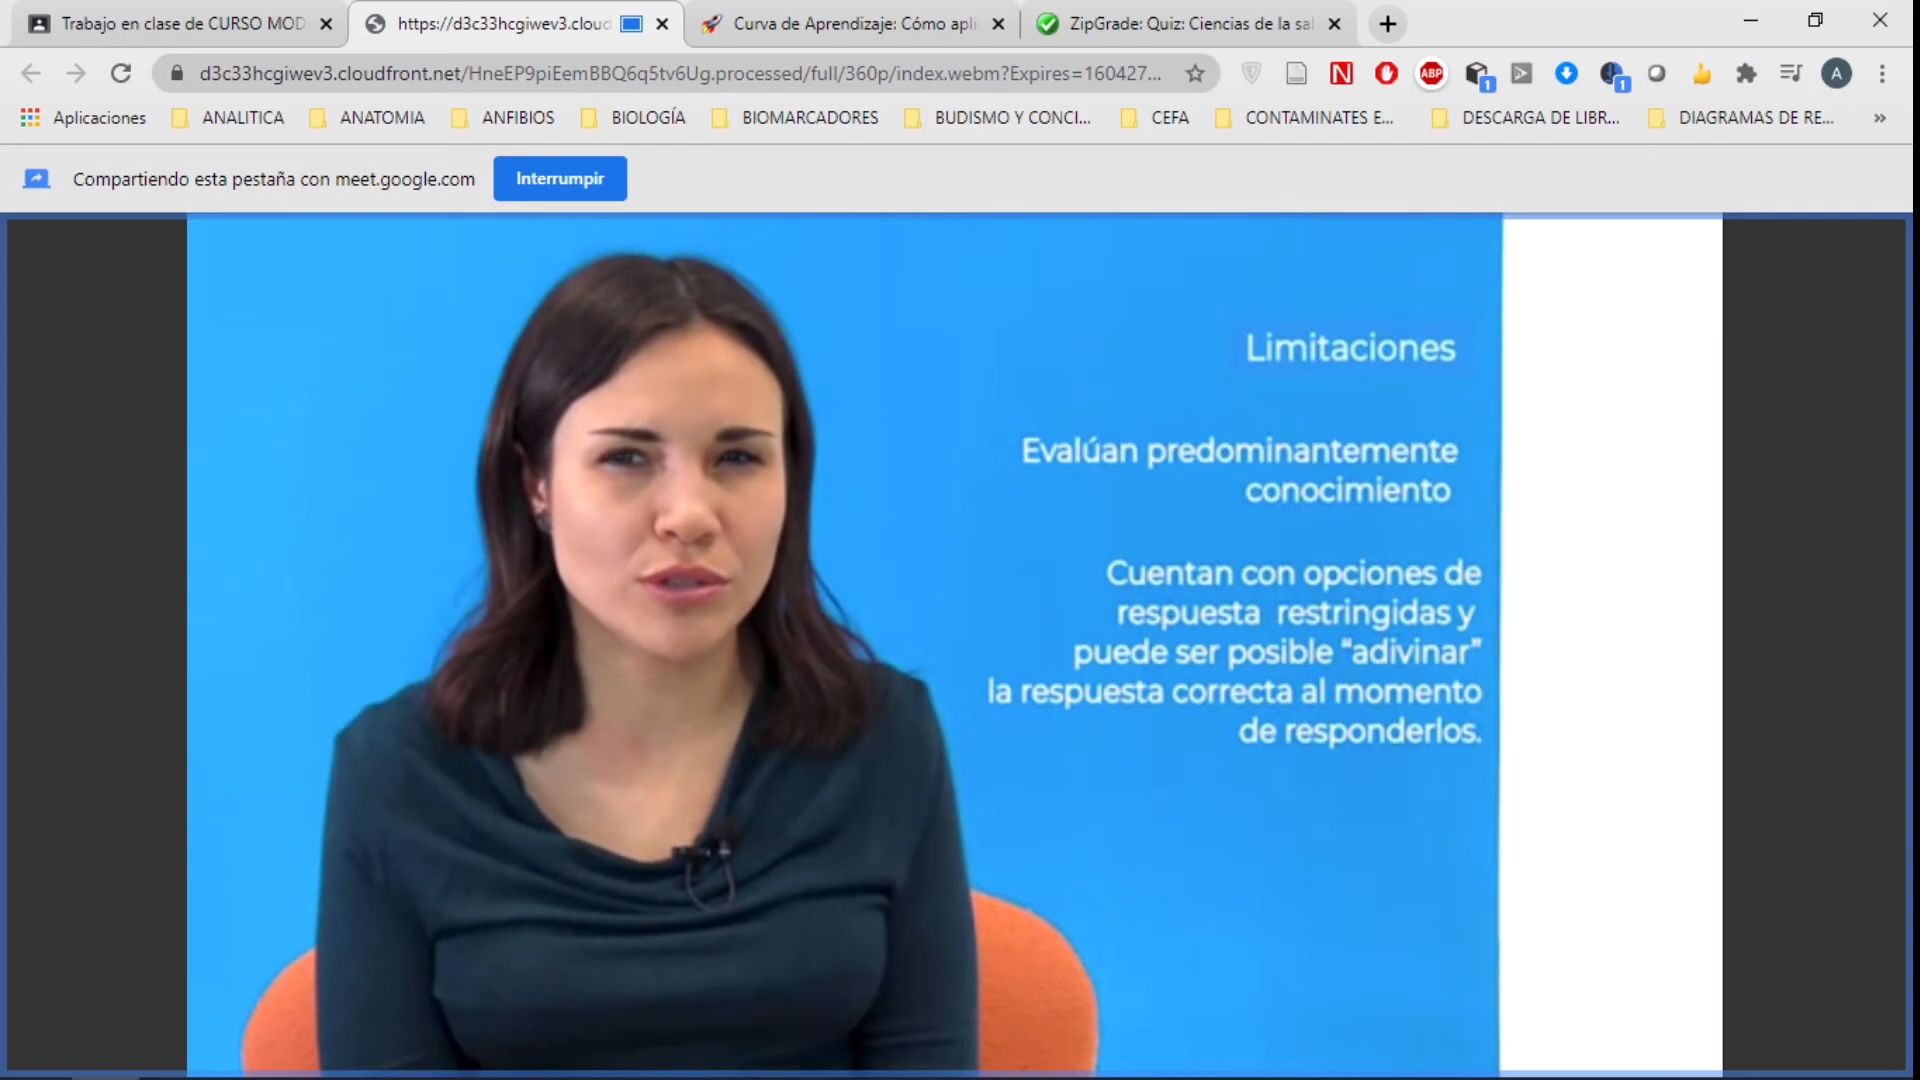 Trabajo en clase de CURSO MOD
https://d3c33hcgiwev3.cloud
Curva de Aprendizaje: Cómo apli
ZipGrade: Quiz: Ciencias de la sal
d3c33hcgiwev3.cloudfront.net/HneEP9piEemBBQ6q5tv6Ug.processed/full/360p/index.webm?Expires=160427...
N
ABP
1
1
A
Aplicaciones
ANALITICA
ANATOMIA
ANFIBIOS
BIOLOGÍA
BIOMARCADORES
BUDISMO Y CONCI...
CEFA
CONTAMINATES E...
DESCARGA DE LIBR...
DIAGRAMAS DE RE...
»
Compartiendo esta pestaña con meet.google.com
Interrumpir
Limitaciones
Evalúan predominantemente
conocimiento
Cuentan con opciones de
respuesta restringidas y
puede ser posible “adivinar”
la respuesta correcta al momento
de responderlos.